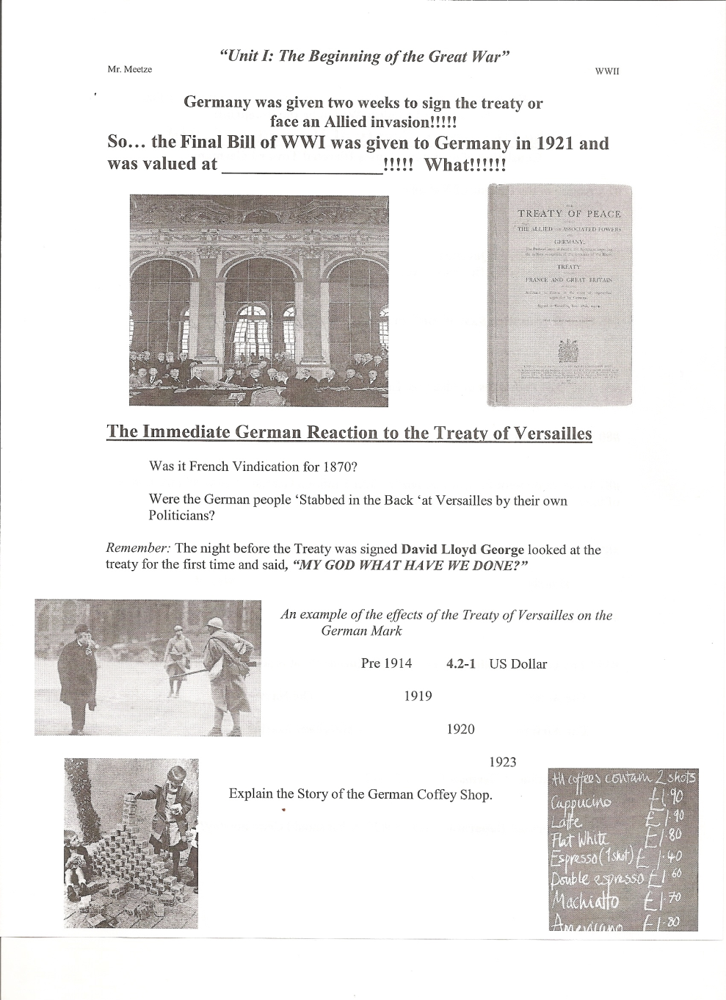 “Unit I: The Beginning of the Great War”
Mr. Meetze
WWII
Germany was given two weeks to sign the treaty or
face an Allied invasion!!!!!
So… the Final Bill of WWI was given to Germany in 1921 and
was valued at ____________________!!!!! What!!!!!!
TREATY OF PEACE
THE ALLIED ASSOCIATED POWERS
GERMANY,
TREATY
FRANCE AND GREAT BRITAIN
The Immediate German Reaction to the Treaty of Versailles
Was it French Vindication for 1870?
Were the German people ‘Stabbed in the Back ‘at Versailles by their own
Politicians?
Remember: The night before the Treaty was signed David Lloyd George looked at the
treaty for the first time and said, “MY GOD WHAT HAVE WE DONE?”
An example of the effects of the Treaty of Versailles on the
German Mark
Pre 1914 4.2-1 US Dollar
1919
1920
1923
Explain the Story of the German Coffey Shop.
All coffees contain 2 shots
Cappucino £1.90
Latte £1.90
Flat White £1.80
Espresso (1 shot) £1.40
Double espresso £1.60
Machiatto £1.70
Americano £1.80